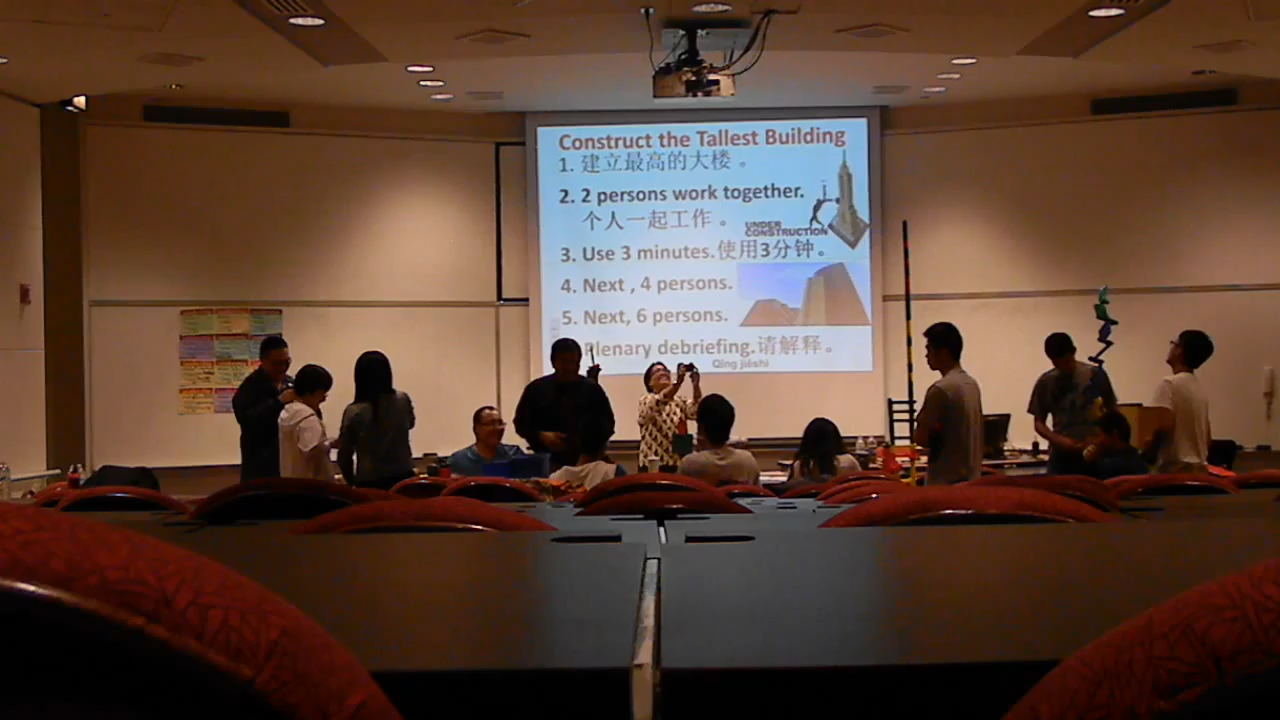 Construct the Tallest Building
1. 建立最高的大楼。
2. 2 persons work together.
个人一起工作。
UNDER
CONSTRUCTION
3. Use 3 minutes.使用3分钟。
4. Next , 4 persons.
5. Next, 6 persons.
Plenary debriefing.请解释。
Qing jiěshì